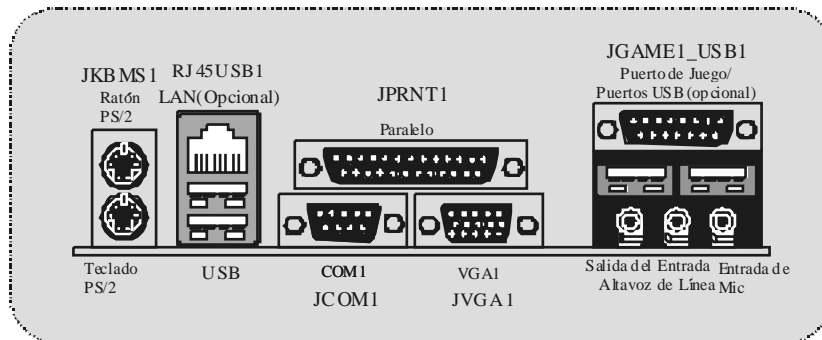 JKBMS1
Ratón
PS/2
RJ45USB1
LAN(Opcional)
JPRNT1
Paralelo
JGAME1_USB1
Puerto de Juego/
Puertos USB (opcional)
Teclado
PS/2
USB
COM1
JCOM1
VGA1
JVGA1
Salida del
Altavoz
Entrada
de Línea
Entrada de
Mic